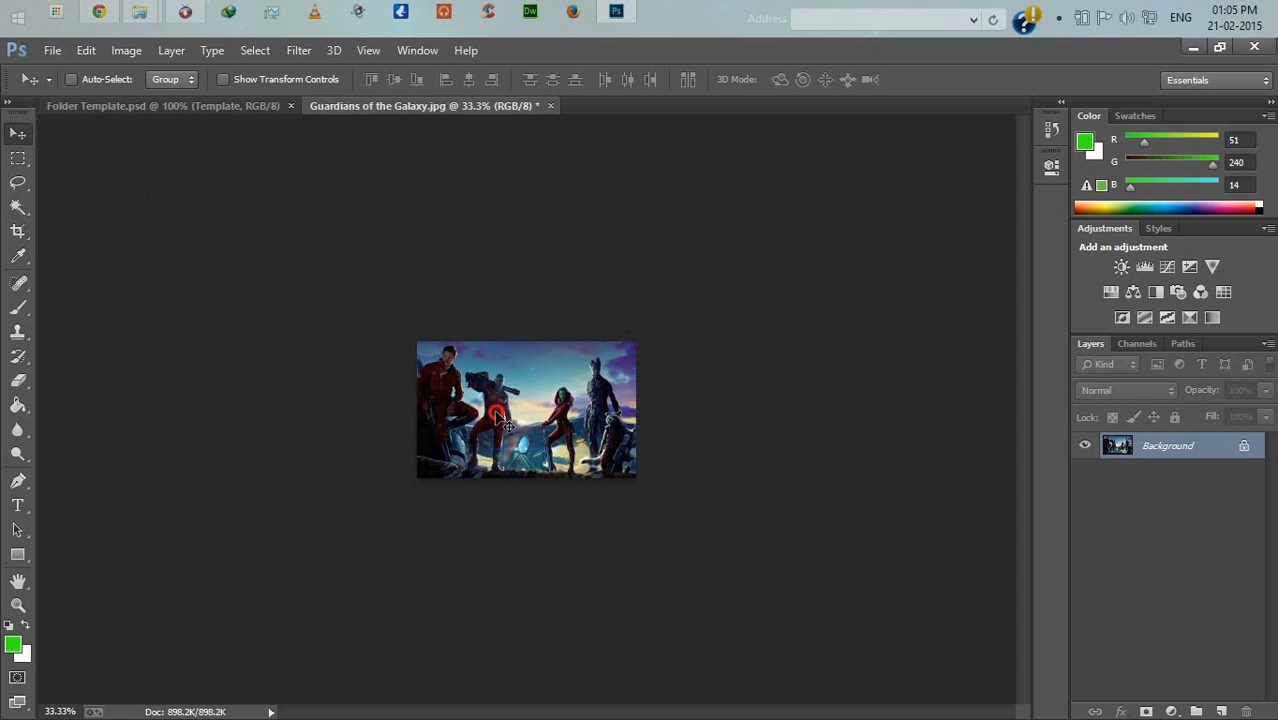 Address
ENG
01:05 PM
21-02-2015
Ps File Edit Image Layer Type Select Filter 3D View Window Help
Auto-Select: Group Show Transform Controls 3D Mode: Essentials
Folder Template.psd @ 100% (Template, RGB/8) × Guardians of the Galaxy.jpg @ 33.3% (RGB/8) * ×
Color Swatches
R 51
G 240
B 14
Adjustments Styles
Add an adjustment
Layers Channels Paths
Kind
Normal Opacity: 100%
Lock: Fill: 100%
Background
33.33% Doc: 898.2K/898.2K